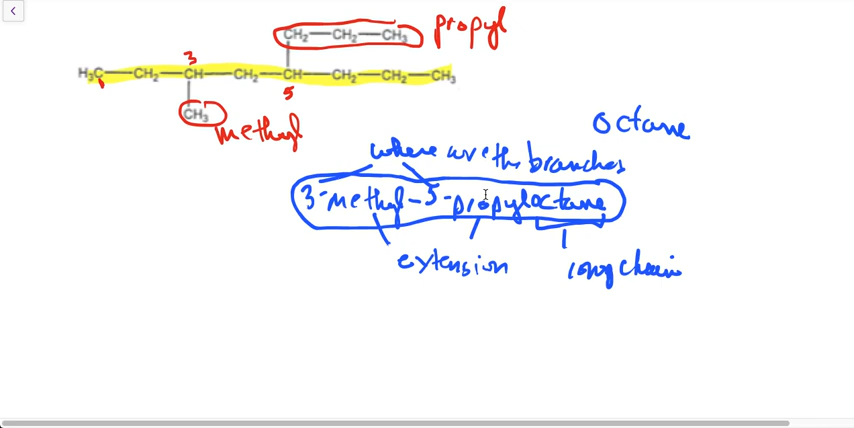 CH₂—CH₂—CH₃ propyl
3
H₃C—CH₂—CH—CH₂—CH—CH₂—CH₂—CH₃
5
CH₃ methyl
octane
where are the branches
3-methyl-5-propyloctane
extension
long chain